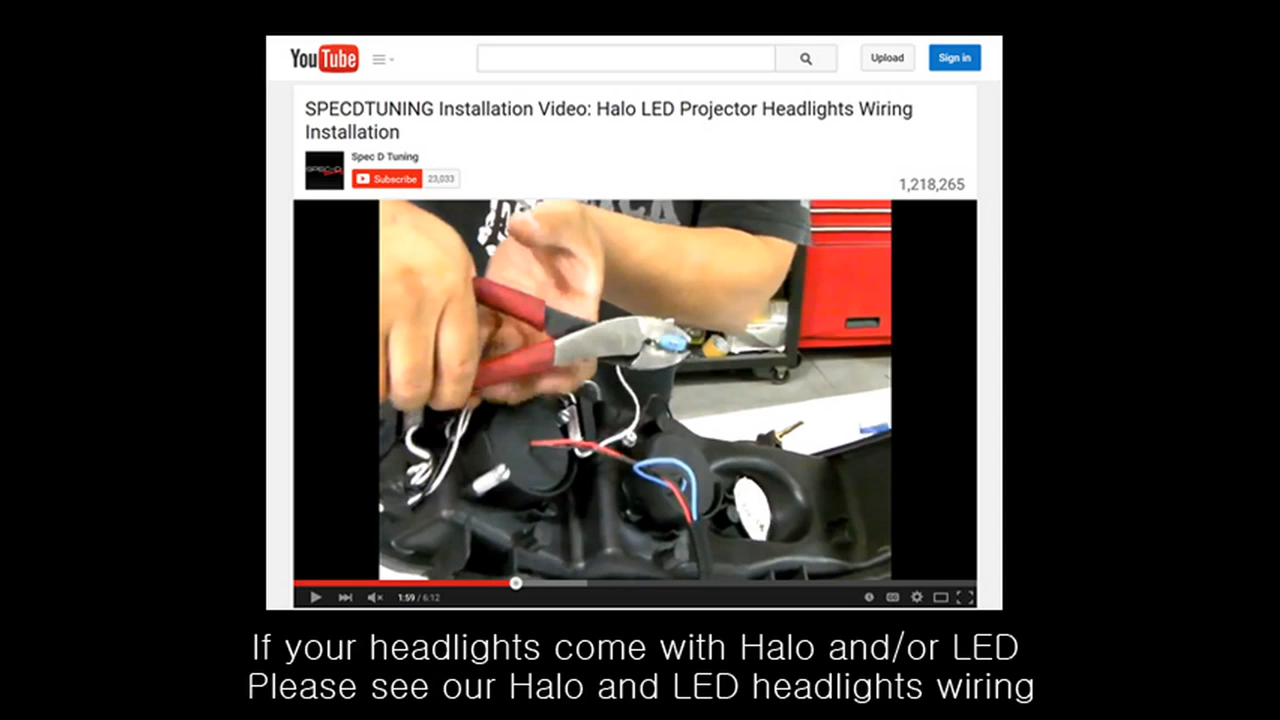 YouTube
Upload
Sign in
SPECDTUNING Installation Video: Halo LED Projector Headlights Wiring
Installation
Spec D Tuning
SPEC-D
Subscribe 23,033
1,218,265
1:59 / 6:12
If your headlights come with Halo and/or LED
Please see our Halo and LED headlights wiring